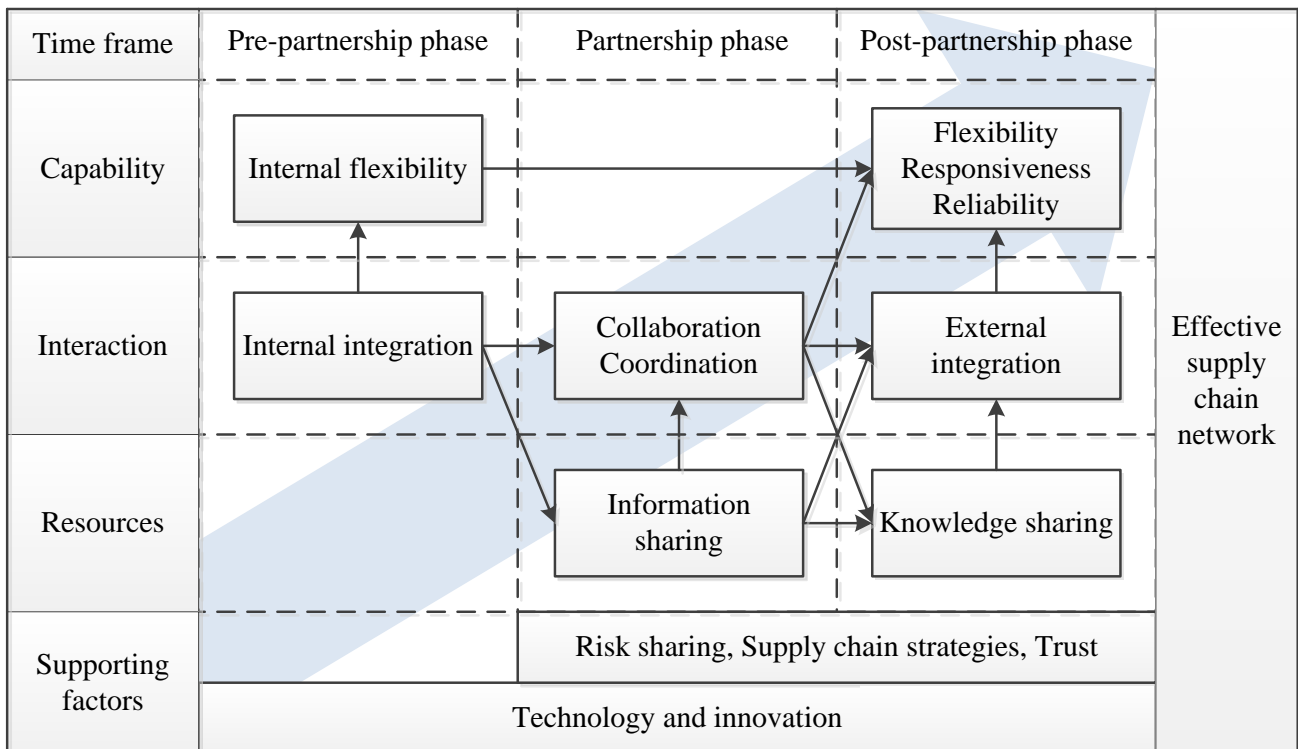 Time frame
Pre-partnership phase
Partnership phase
Post-partnership phase
Capability
Internal flexibility
Flexibility
Responsiveness
Reliability
Interaction
Internal integration
Collaboration
Coordination
External
integration
Effective
supply
chain
network
Resources
Information
sharing
Knowledge sharing
Supporting
factors
Risk sharing, Supply chain strategies, Trust
Technology and innovation